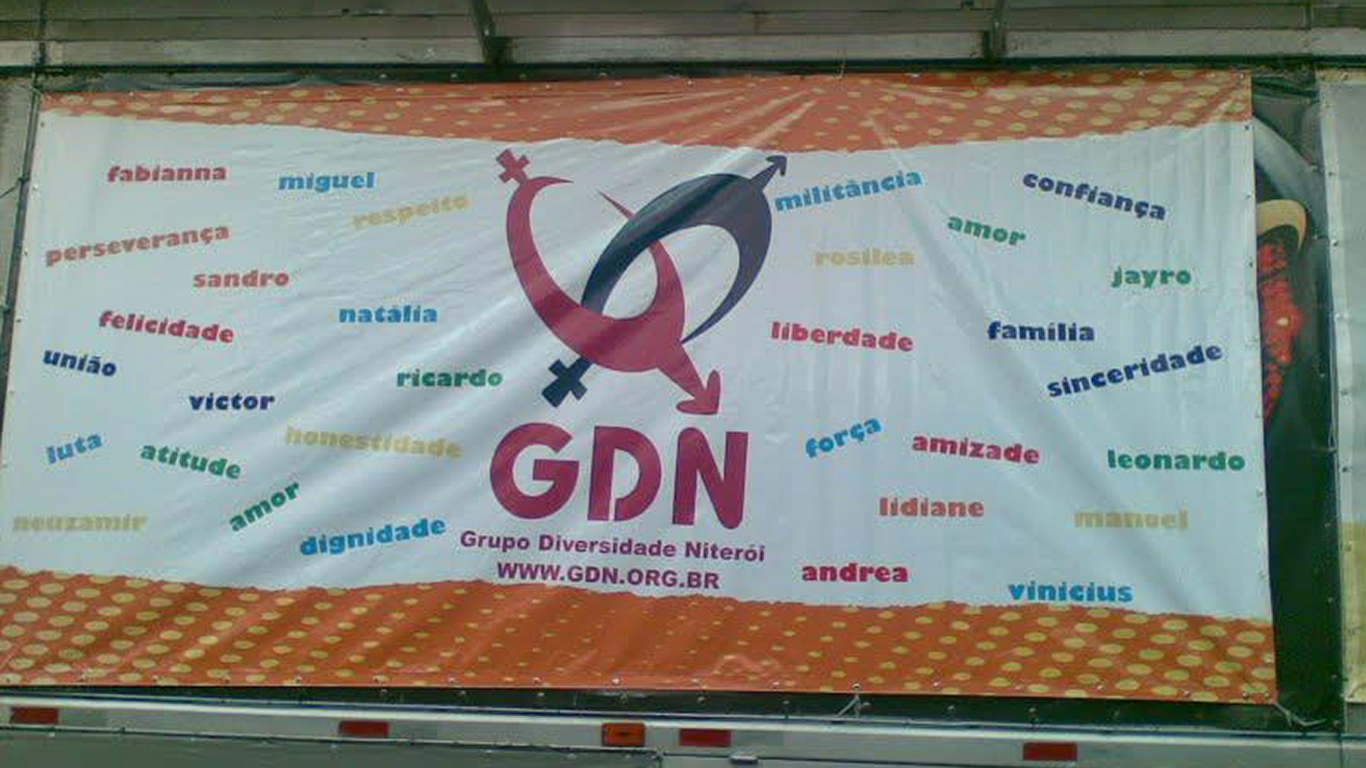 fabianna
miguel
respeito
perseverança
sandro
felicidade
natália
união
ricardo
victor
luta
atitude
honestidade
amor
neuzamir
dignidade
GDN
Grupo Diversidade Niterói
WWW.GDN.ORG.BR
militância
confiança
amor
rosilea
jayro
liberdade
família
sinceridade
força
amizade
leonardo
lidiane
manoel
andrea
vinicius